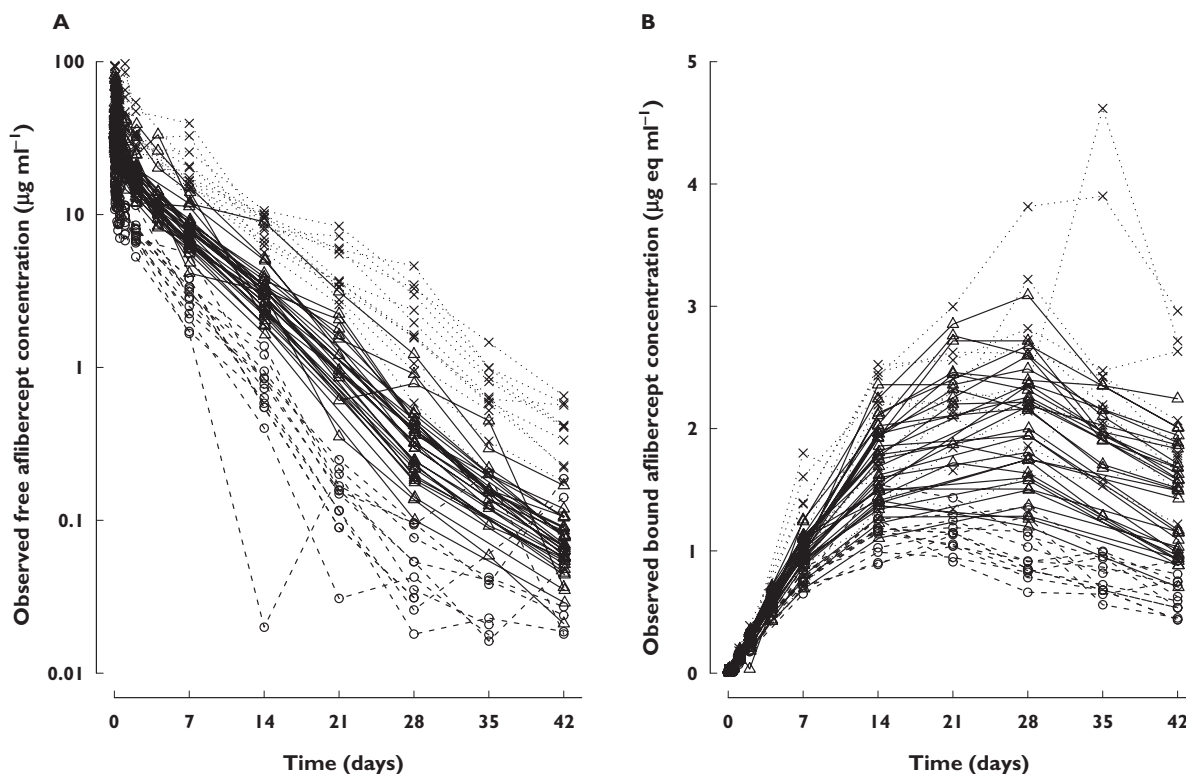 A
Observed free aflibercept concentration (µg ml⁻¹)
100
10
1
0.1
0.01
0 7 14 21 28 35 42
Time (days)
B
Observed bound aflibercept concentration (µg eq ml⁻¹)
5
4
3
2
1
0
0 7 14 21 28 35 42
Time (days)